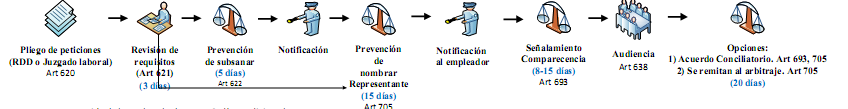 Pliego de peticiones
(RDD o Juzgado laboral)
Art 620
Revisión de
requisitos
(Art 621)
(3 días)
Prevención
de subsanar
(5 días)
Art 622
Notificación
Prevención
de
nombrar
Representante
(15 días)
Art 705
Notificación
al empleador
Señalamiento
Comparecencia
(8-15 días)
Art 693
Audiencia
Art 638
Opciones:
1) Acuerdo Conciliatorio. Art 693, 705
2) Se remitan al arbitraje. Art 705
(20 días)